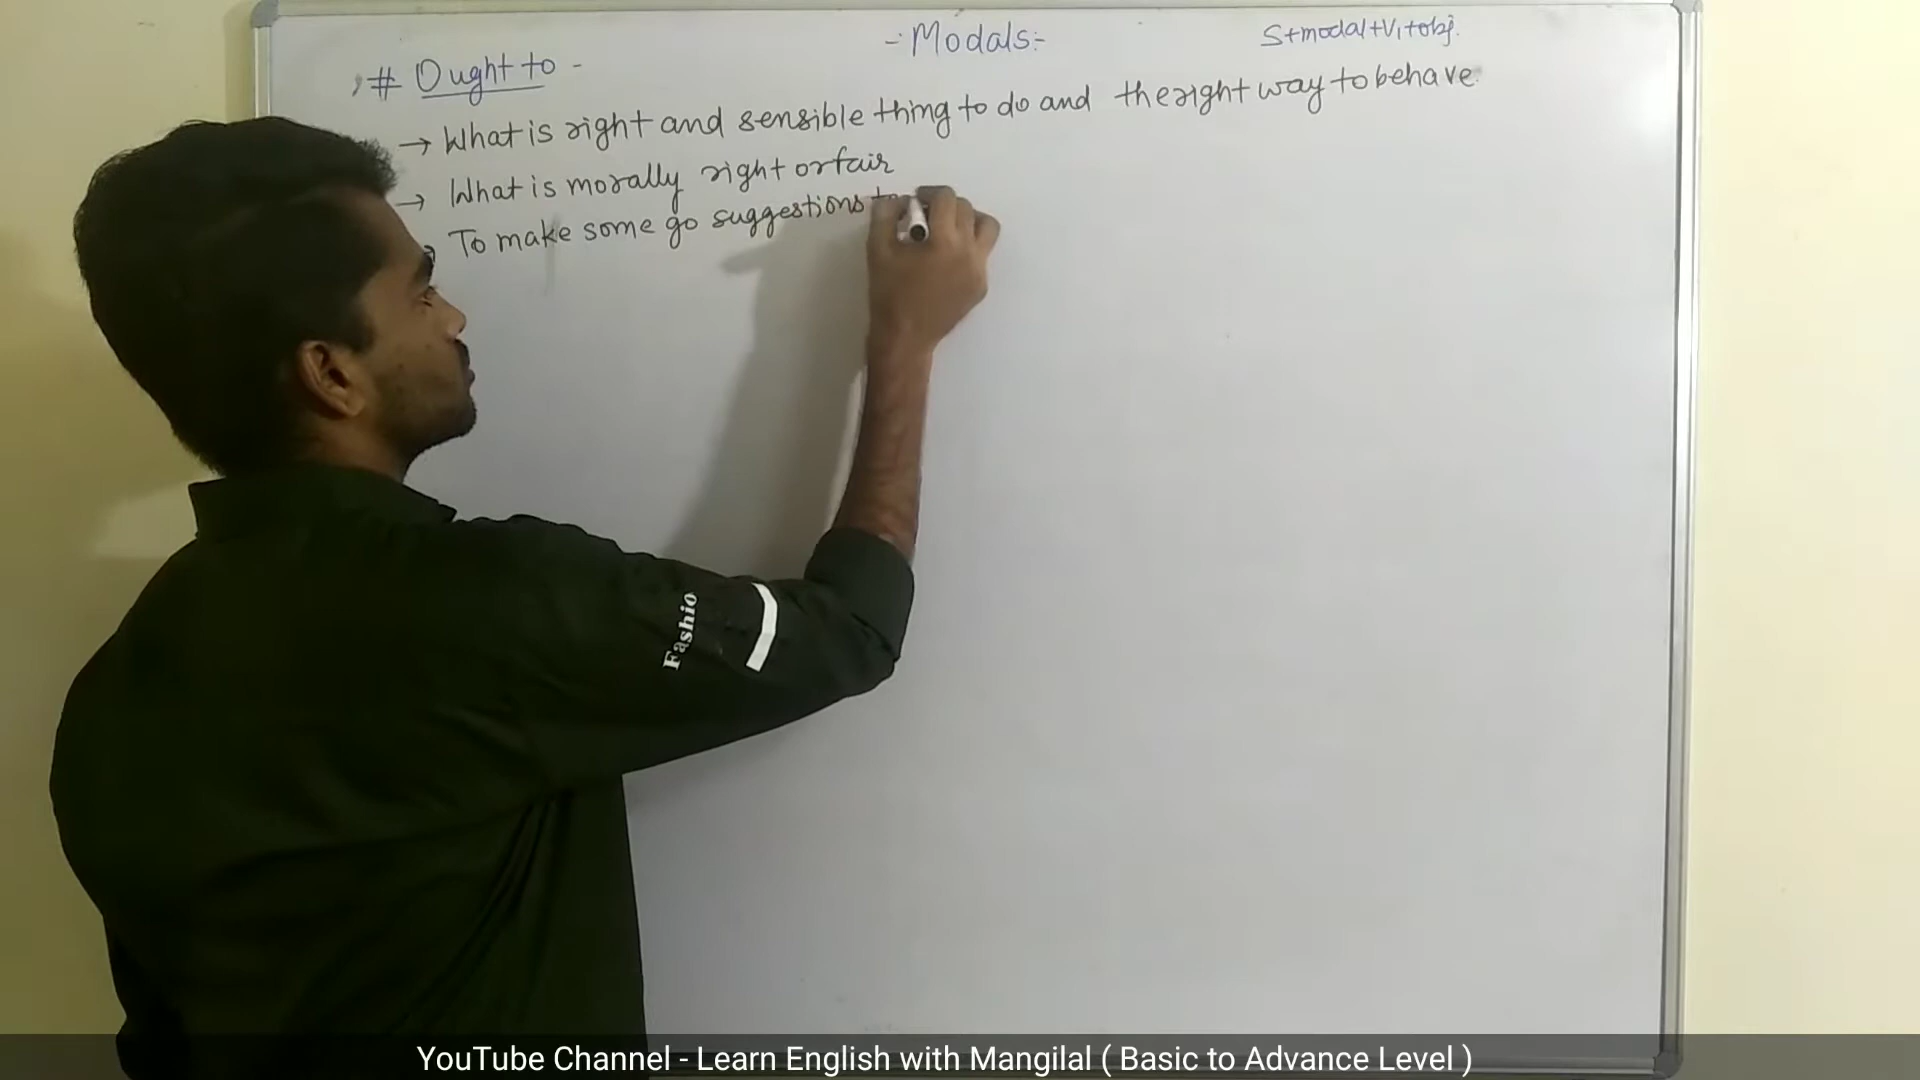 -: Modals:-
S+modal+V₁+obj.
# Ought to -
→ What is right and sensible thing to do and the right way to behave.
→ What is morally right or fair
→ To make some go suggestions to
Fashio
YouTube Channel - Learn English with Mangilal ( Basic to Advance Level )